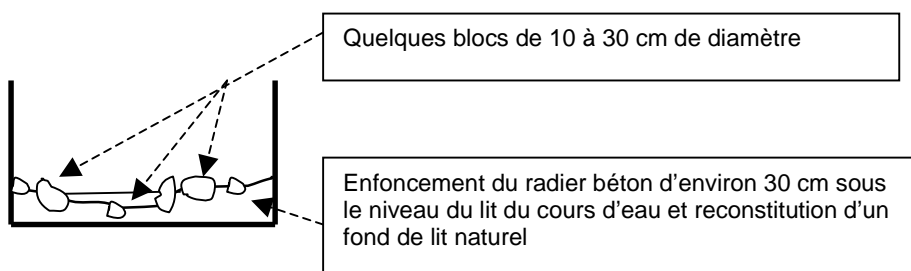 Quelques blocs de 10 à 30 cm de diamètre
Enfoncement du radier béton d'environ 30 cm sous
le niveau du lit du cours d'eau et reconstitution d'un
fond de lit naturel